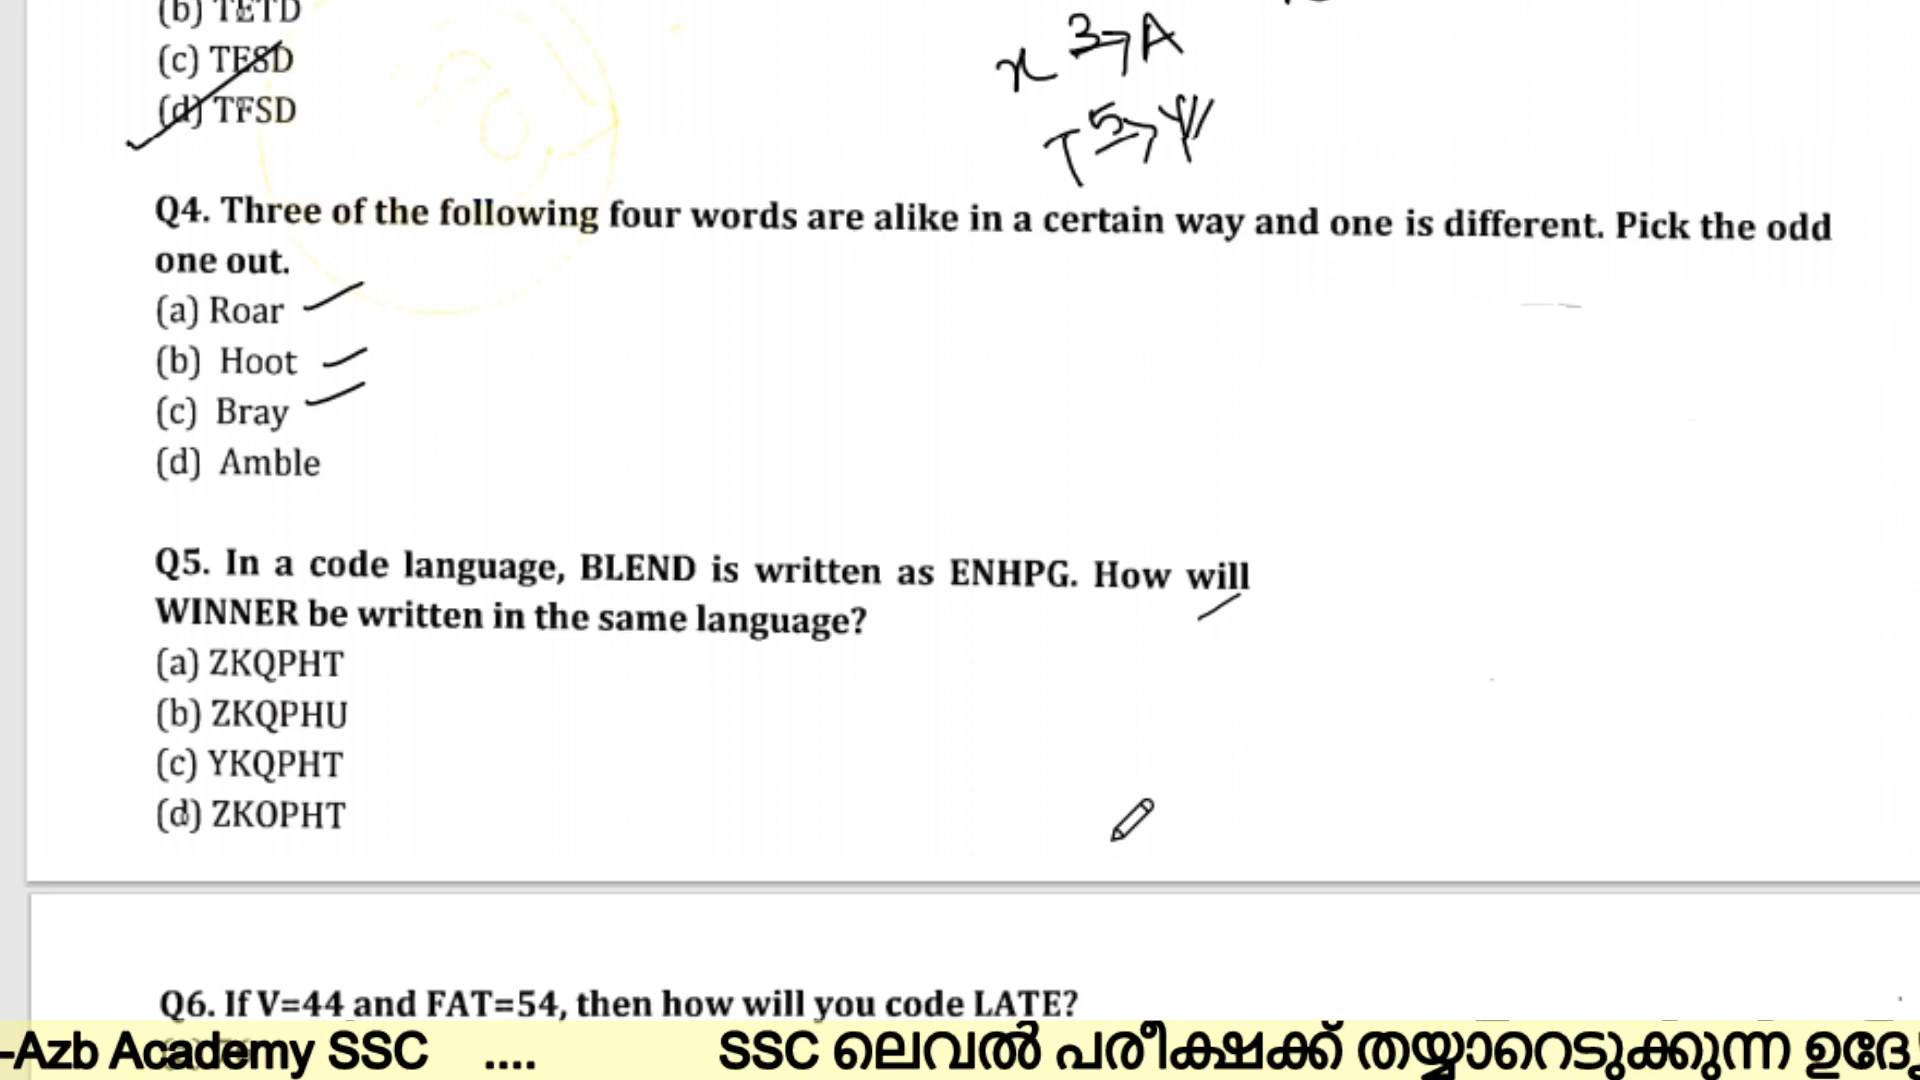 (b) TETD
(c) TESD
(d) TFSD
x 3→A
T 5→Y
Q4. Three of the following four words are alike in a certain way and one is different. Pick the odd
one out.
(a) Roar
(b) Hoot
(c) Bray
(d) Amble
Q5. In a code language, BLEND is written as ENHPG. How will
WINNER be written in the same language?
(a) ZKQPHT
(b) ZKQPHU
(c) YKQPHT
(d) ZKOPHT
Q6. If V=44 and FAT=54, then how will you code LATE?
-Azb Academy SSC .... SSC ലെവൽ പരീക്ഷക്ക് തയ്യാറെടുക്കുന്ന